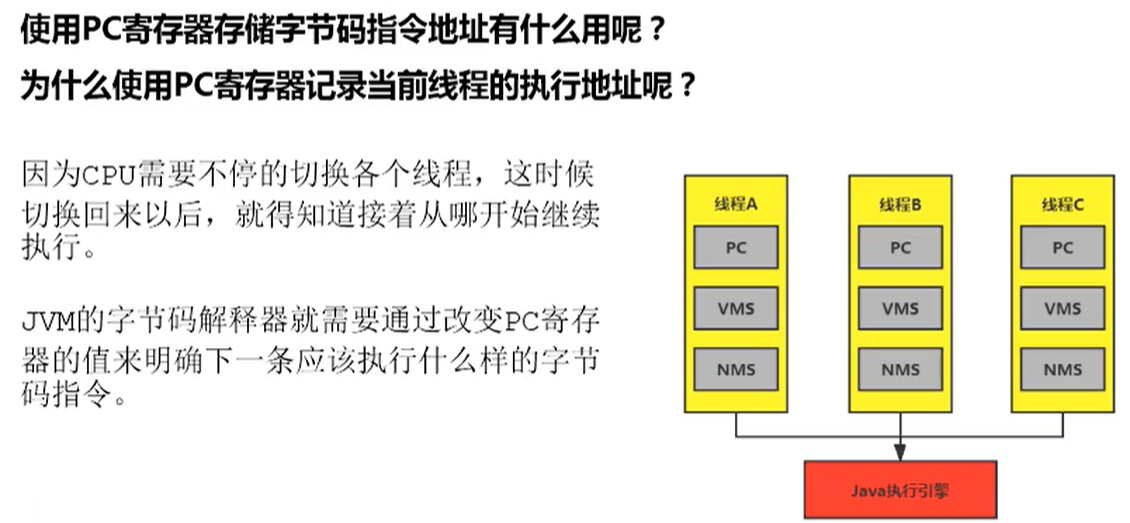 使用PC寄存器存储字节码指令地址有什么用呢？
为什么使用PC寄存器记录当前线程的执行地址呢？
因为CPU需要不停的切换各个线程，这时候
切换回来以后，就得知道接着从哪开始继续
执行。
JVM的字节码解释器就需要通过改变PC寄存
器的值来明确下一条应该执行什么样的字节
码指令。
线程A
PC
VMS
NMS
线程B
PC
VMS
NMS
线程C
PC
VMS
NMS
Java执行引擎